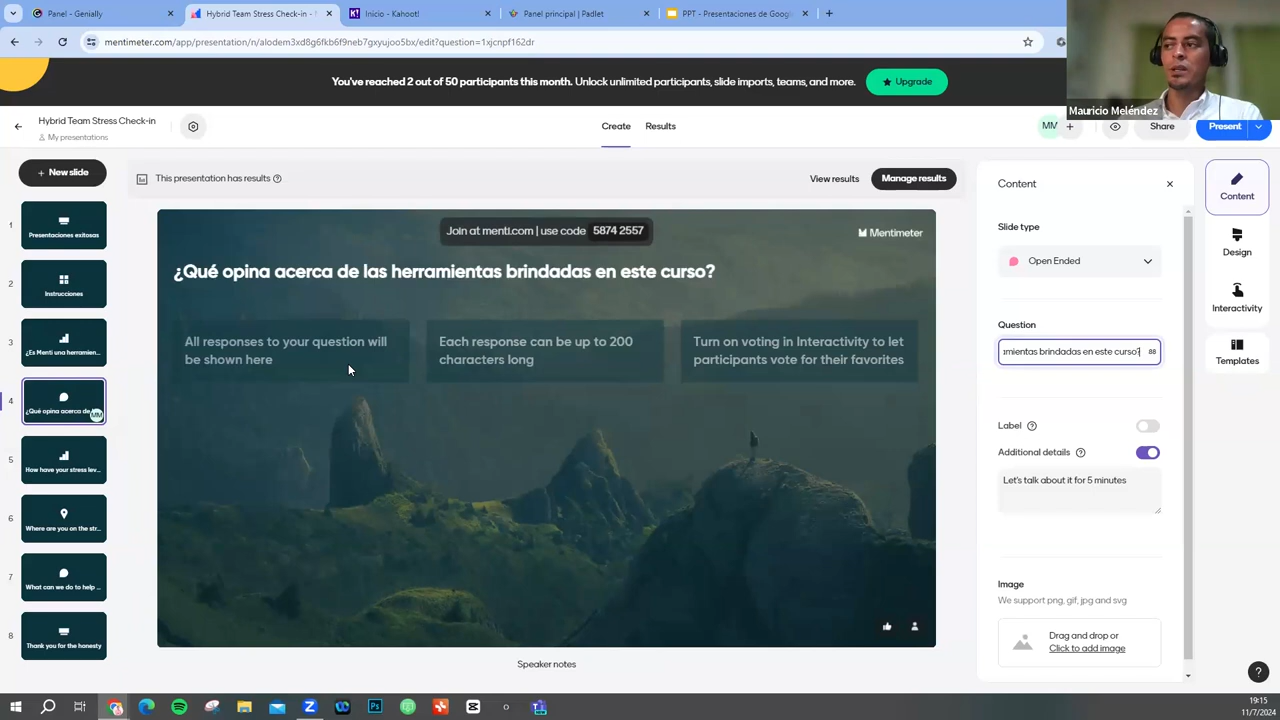 Panel - Genially
Hybrid Team Stress Check-in -
Inicio - Kahoot!
Panel principal | Padlet
PPT - Presentaciones de Goog
mentimeter.com/app/presentation/n/alodem3xd8g6fkb6f9neb7gxyujoo5bx/edit?question=1xjcnpf162dr
You've reached 2 out of 50 participants this month. Unlock unlimited participants, slide imports, teams, and more.
Upgrade
Mauricio Meléndez
Hybrid Team Stress Check-in
My presentations
Create
Results
MM
Share
Present
New slide
This presentation has results
View results
Manage results
1
Presentaciones exitosas
2
Instrucciones
3
¿Es Menti una herramien...
4
¿Qué opina acerca de
MM
5
How have your stress lev...
6
Where are you on the str...
7
What can we do to help ...
8
Thank you for the honesty
Join at menti.com | use code 5874 2557
Mentimeter
¿Qué opina acerca de las herramientas brindadas en este curso?
All responses to your question will
be shown here
Each response can be up to 200
characters long
Turn on voting in Interactivity to let
participants vote for their favorites
Speaker notes
Content
Slide type
Open Ended
Question
mientas brindadas en este curso?
88
Label
Additional details
Let's talk about it for 5 minutes
Image
We support png, gif, jpg and svg
Drag and drop or
Click to add image
Content
Design
Interactivity
Templates
19:15
11/7/2024